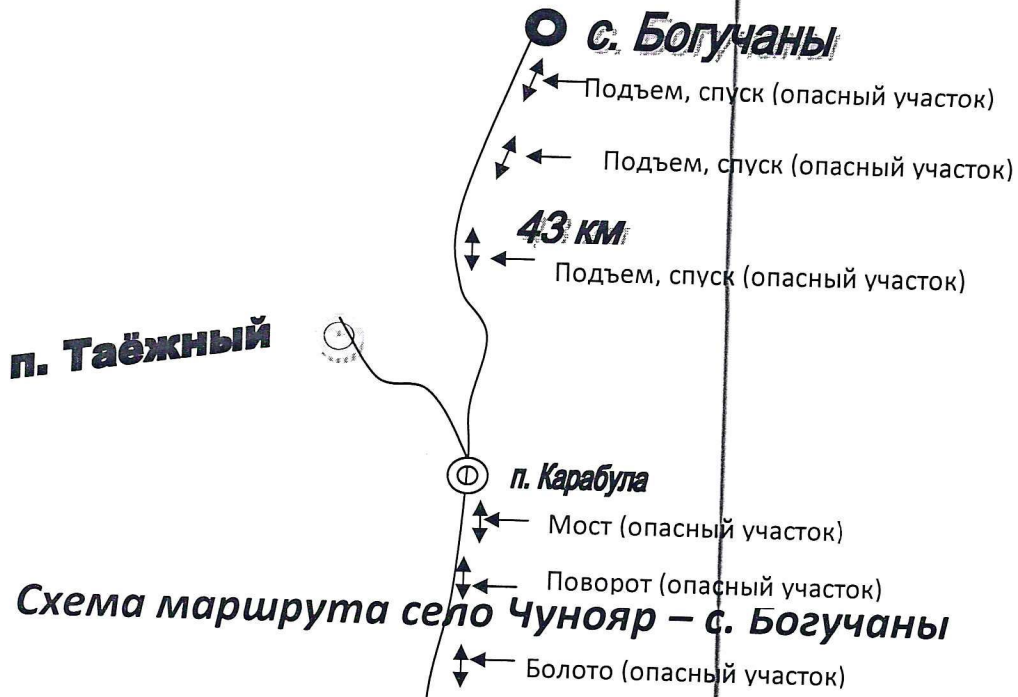 с. Богучаны
Подъем, спуск (опасный участок)
Подъем, спуск (опасный участок)
43 км
Подъем, спуск (опасный участок)
п. Таёжный
п. Карабула
Мост (опасный участок)
Поворот (опасный участок)
Схема маршрута село Чунояр – с. Богучаны
Болото (опасный участок)